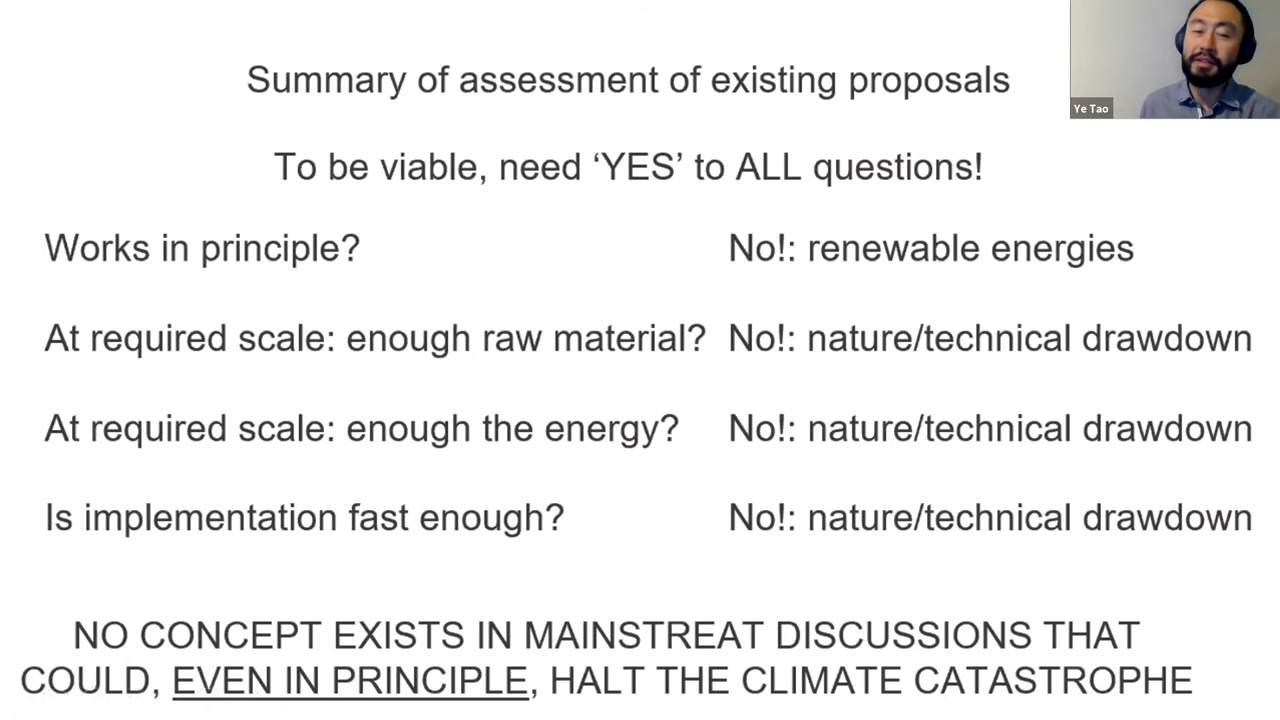 Summary of assessment of existing proposals
Ye Tao
To be viable, need ‘YES’ to ALL questions!
Works in principle? No!: renewable energies
At required scale: enough raw material? No!: nature/technical drawdown
At required scale: enough the energy? No!: nature/technical drawdown
Is implementation fast enough? No!: nature/technical drawdown
NO CONCEPT EXISTS IN MAINSTREAT DISCUSSIONS THAT
COULD, EVEN IN PRINCIPLE, HALT THE CLIMATE CATASTROPHE